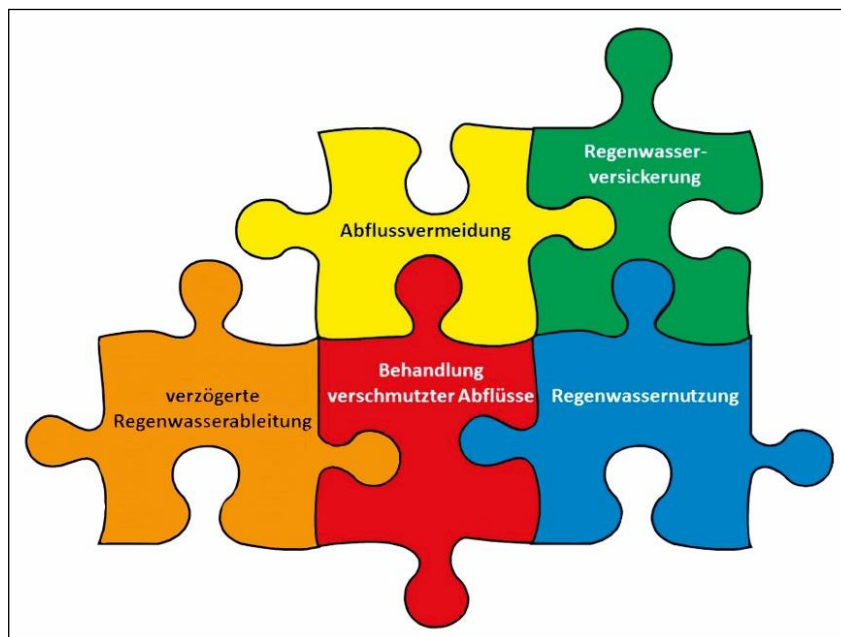 Regenwasser-
versickerung
Abflussvermeidung
Behandlung
verschmutzter Abflüsse
verzögerte
Regenwasserableitung
Regenwassernutzung